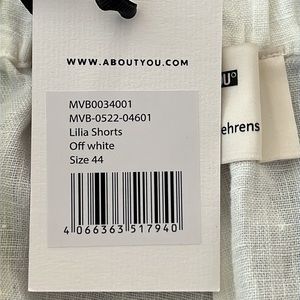 WWW.ABOUTYOU.COM
MVB0034001
MVB-0522-04601
Lilia Shorts
Off white
Size 44
4 066363 517940
U°
ehrens